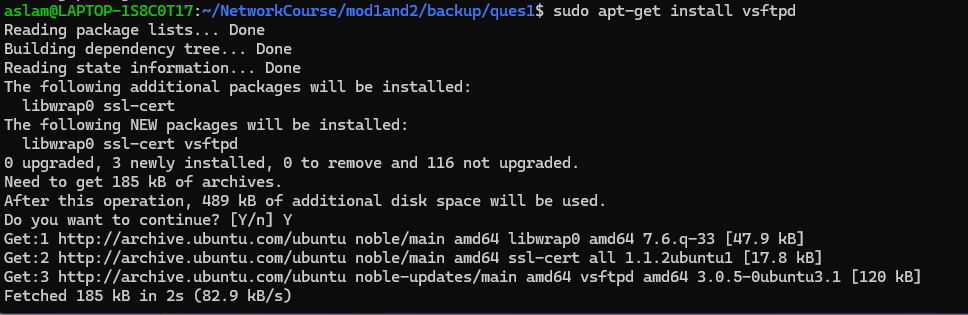 aslam@LAPTOP-1S8C0T17:~/NetworkCourse/mod1and2/backup/ques1$ sudo apt-get install vsftpd
Reading package lists... Done
Building dependency tree... Done
Reading state information... Done
The following additional packages will be installed:
  libwrap0 ssl-cert
The following NEW packages will be installed:
  libwrap0 ssl-cert vsftpd
0 upgraded, 3 newly installed, 0 to remove and 116 not upgraded.
Need to get 185 kB of archives.
After this operation, 489 kB of additional disk space will be used.
Do you want to continue? [Y/n] Y
Get:1 http://archive.ubuntu.com/ubuntu noble/main amd64 libwrap0 amd64 7.6.q-33 [47.9 kB]
Get:2 http://archive.ubuntu.com/ubuntu noble/main amd64 ssl-cert all 1.1.2ubuntu1 [17.8 kB]
Get:3 http://archive.ubuntu.com/ubuntu noble-updates/main amd64 vsftpd amd64 3.0.5-0ubuntu3.1 [120 kB]
Fetched 185 kB in 2s (82.9 kB/s)